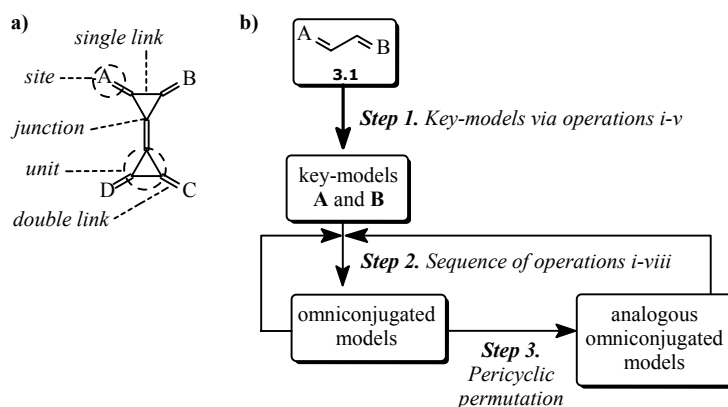 a)
single link
site
A
B
junction
unit
D
C
double link
b)
A
B
3.1
Step 1. Key-models via operations i-v
key-models
A and B
Step 2. Sequence of operations i-viii
omniconjugated
models
Step 3.
Pericyclic
permutation
analogous
omniconjugated
models